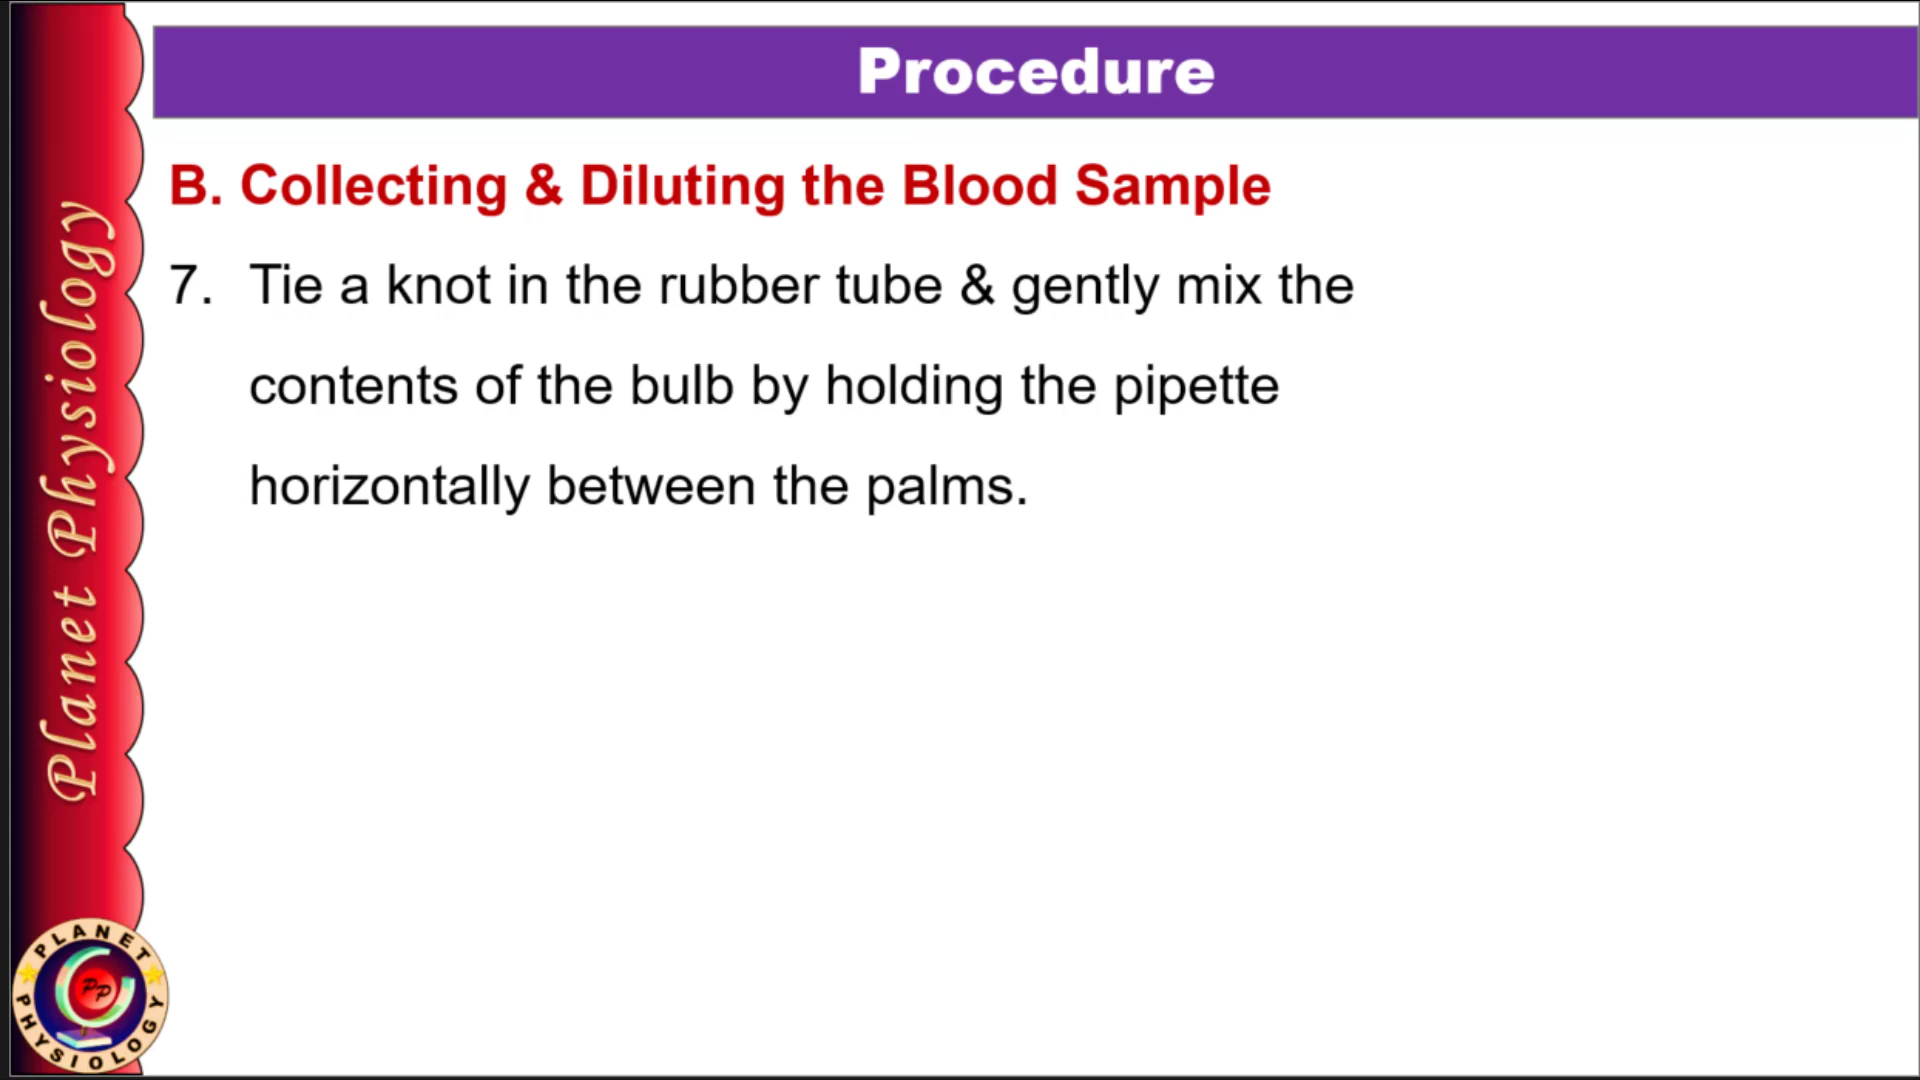 Procedure
B. Collecting & Diluting the Blood Sample
7. Tie a knot in the rubber tube & gently mix the
contents of the bulb by holding the pipette
horizontally between the palms.
Planet Physiology
PLANET
PP
PHYSIOLOGY